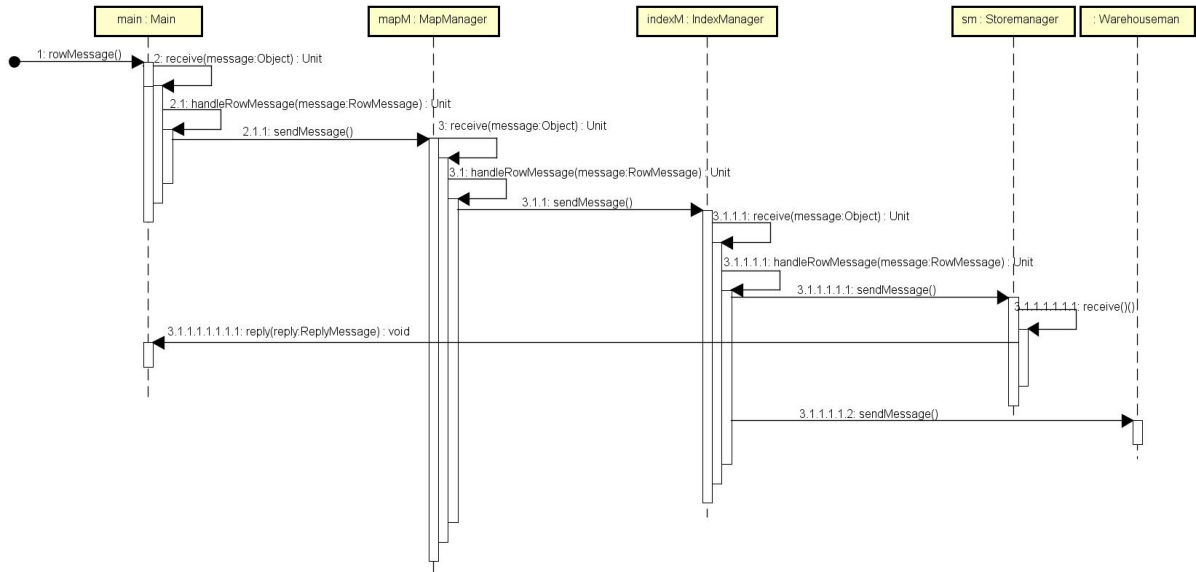 main : Main
mapM : MapManager
indexM : IndexManager
sm : Storemanager
: Warehouseman
1: rowMessage()
2: receive(message:Object) : Unit
2.1: handleRowMessage(message:RowMessage) : Unit
2.1.1: sendMessage()
3: receive(message:Object) : Unit
3.1: handleRowMessage(message:RowMessage) : Unit
3.1.1: sendMessage()
3.1.1.1: receive(message:Object) : Unit
3.1.1.1.1: handleRowMessage(message:RowMessage) : Unit
3.1.1.1.1.1: sendMessage()
3.1.1.1.1.1.1: receive()()
3.1.1.1.1.1.1.1: reply(reply:ReplyMessage) : void
3.1.1.1.1.2: sendMessage()